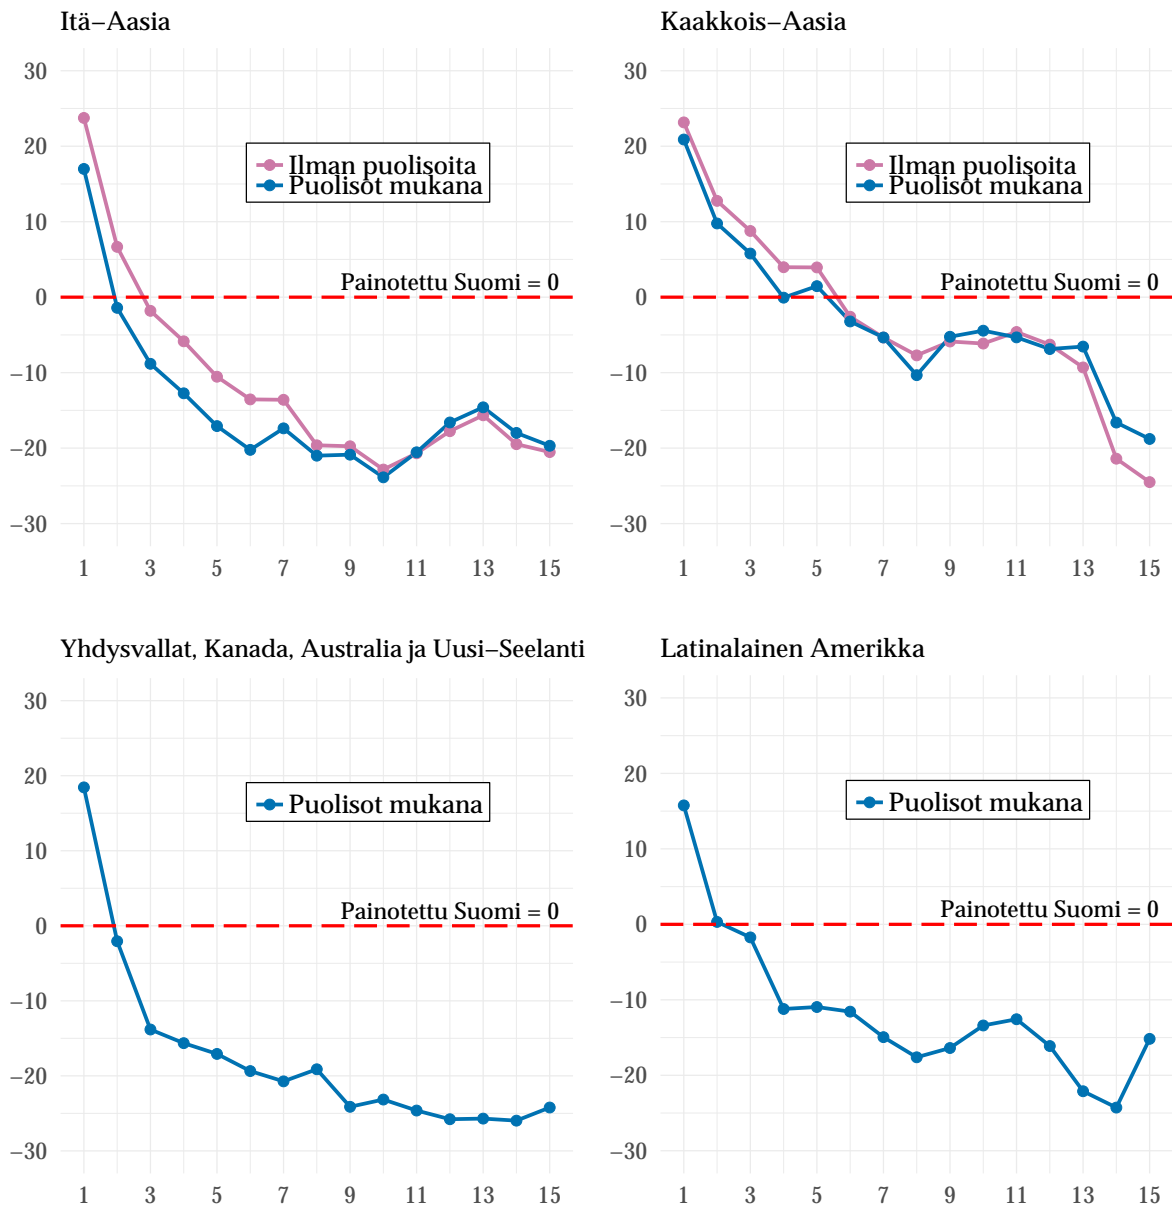 Itä–Aasia
30
20
10
0
–10
–20
–30
Ilman puolisoita
Puolisot mukana
Painotettu Suomi = 0
1 3 5 7 9 11 13 15
Kaakkois–Aasia
30
20
10
0
–10
–20
–30
Ilman puolisoita
Puolisot mukana
Painotettu Suomi = 0
1 3 5 7 9 11 13 15
Yhdysvallat, Kanada, Australia ja Uusi–Seelanti
30
20
10
0
–10
–20
–30
Puolisot mukana
Painotettu Suomi = 0
1 3 5 7 9 11 13 15
Latinalainen Amerikka
30
20
10
0
–10
–20
–30
Puolisot mukana
Painotettu Suomi = 0
1 3 5 7 9 11 13 15